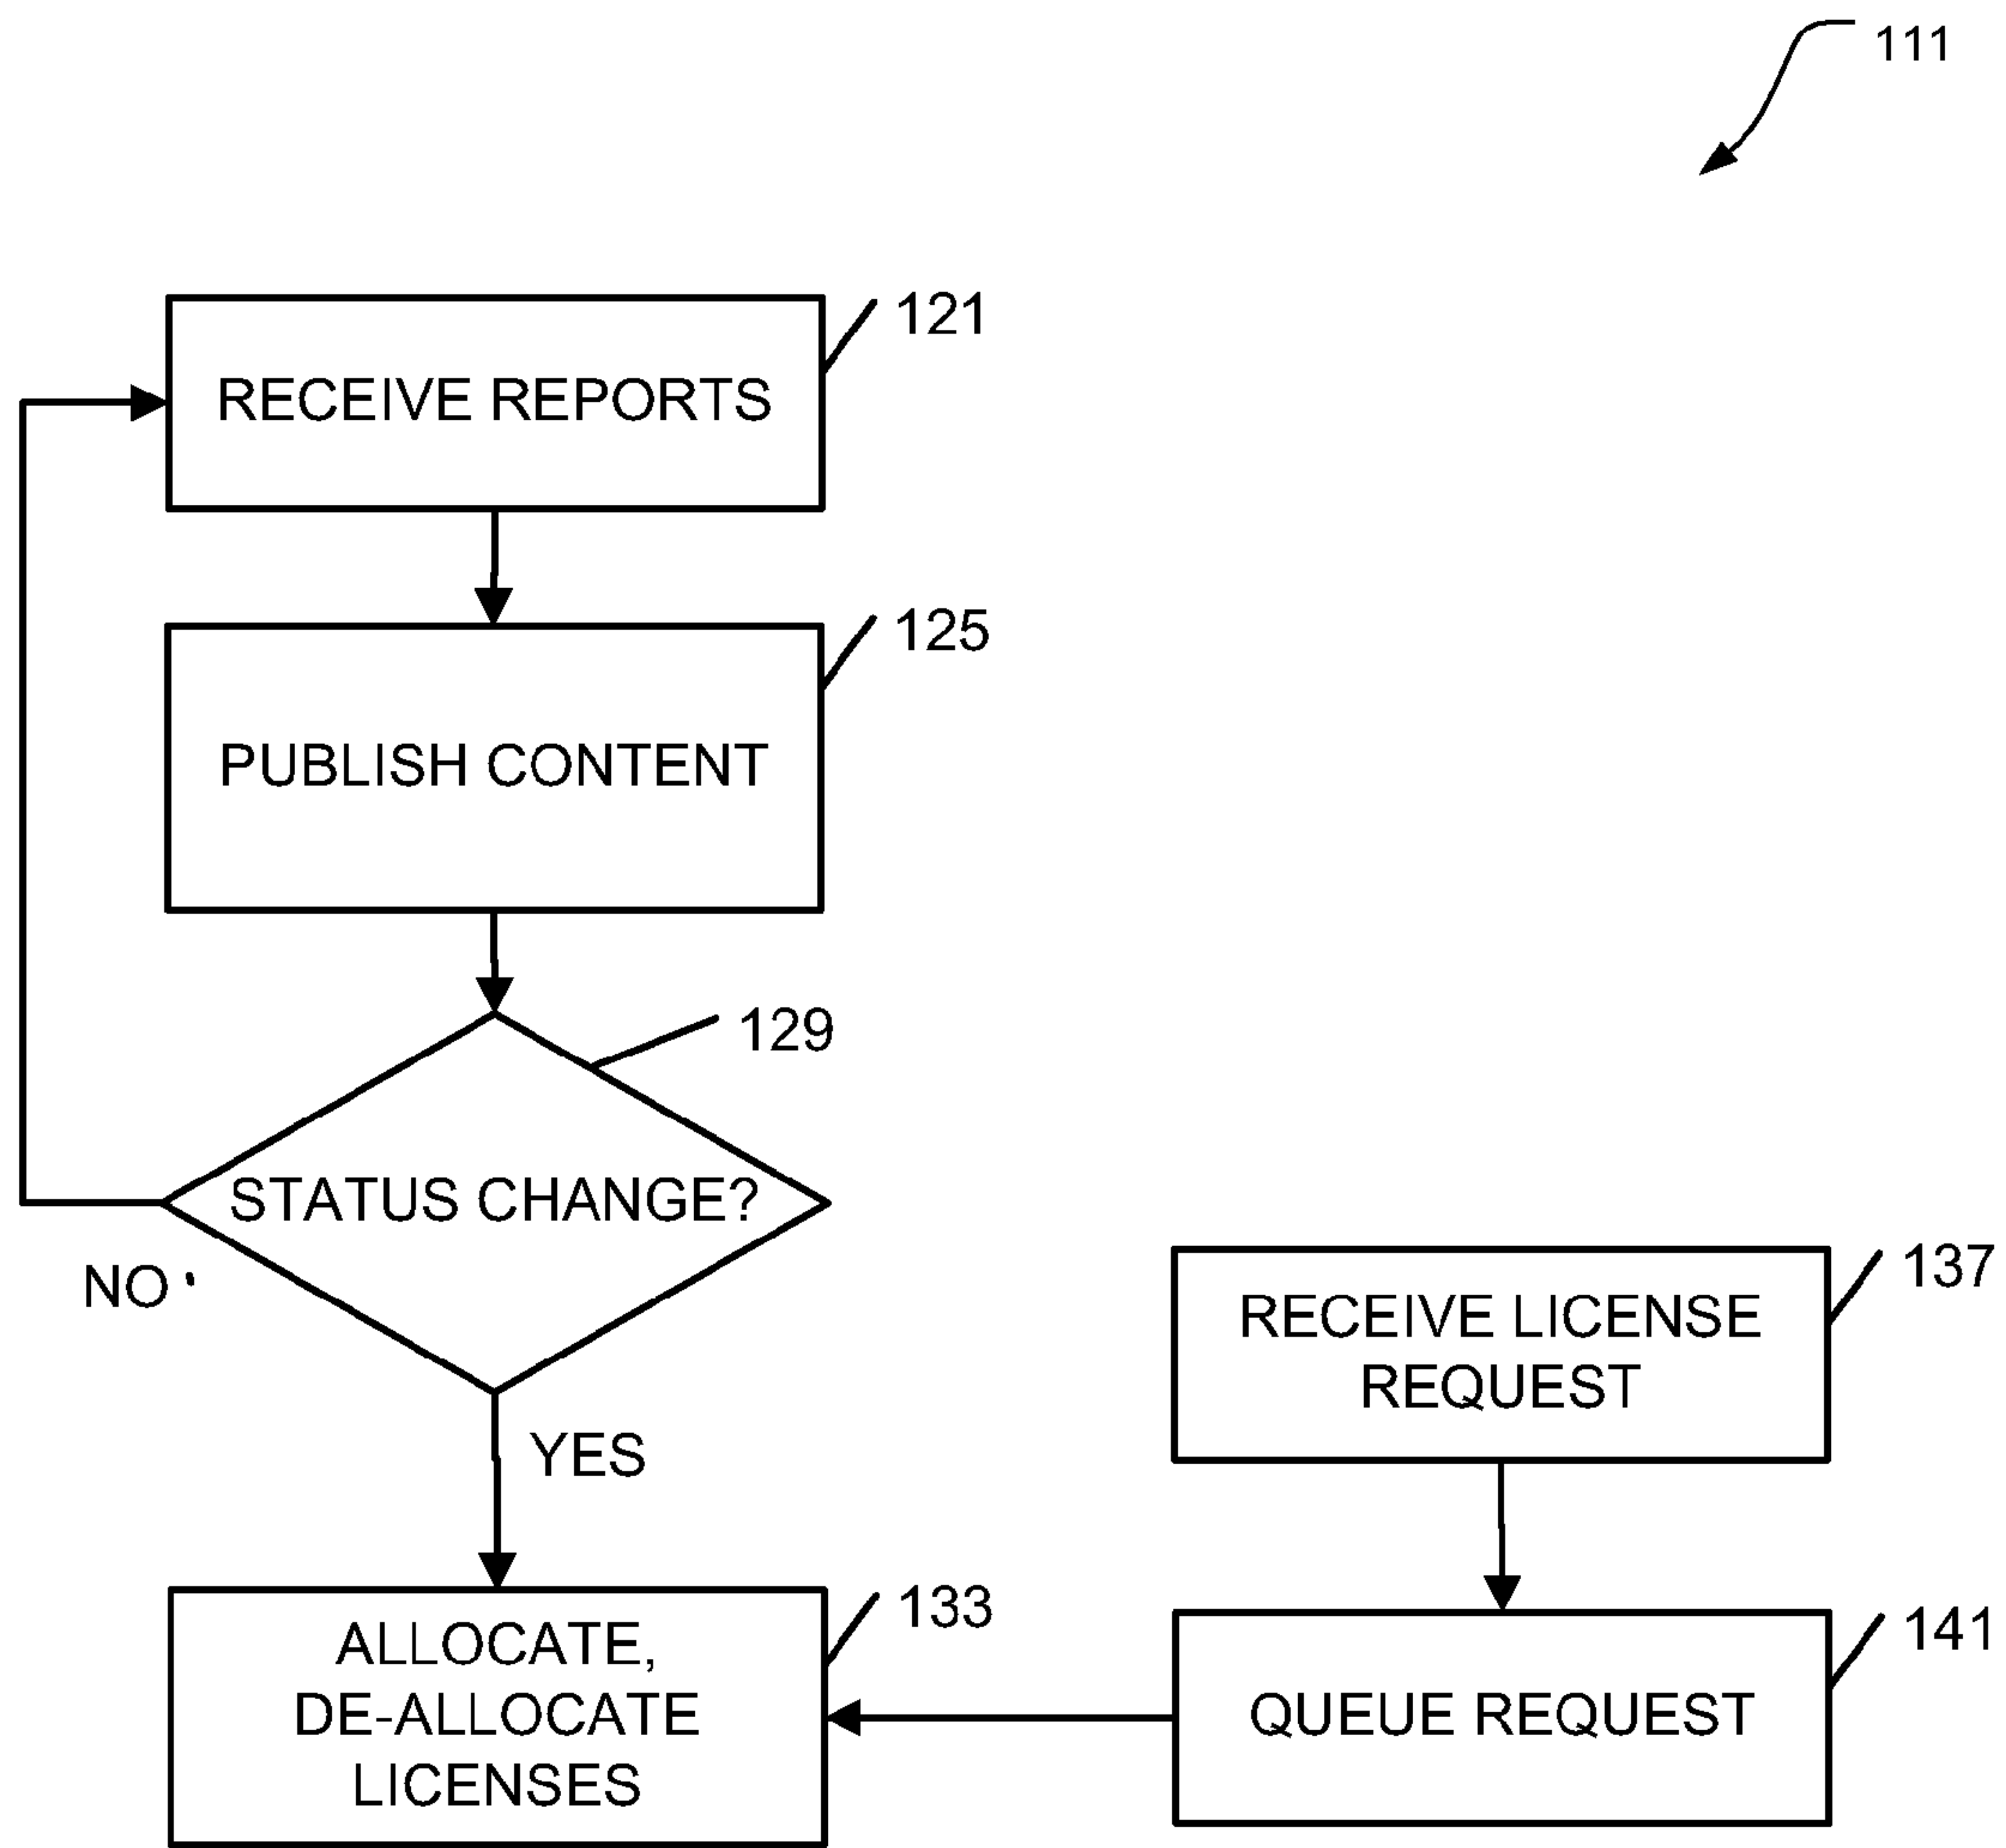 111
121
RECEIVE REPORTS
125
PUBLISH CONTENT
129
STATUS CHANGE?
NO
YES
137
RECEIVE LICENSE
REQUEST
133
ALLOCATE,
DE-ALLOCATE
LICENSES
141
QUEUE REQUEST